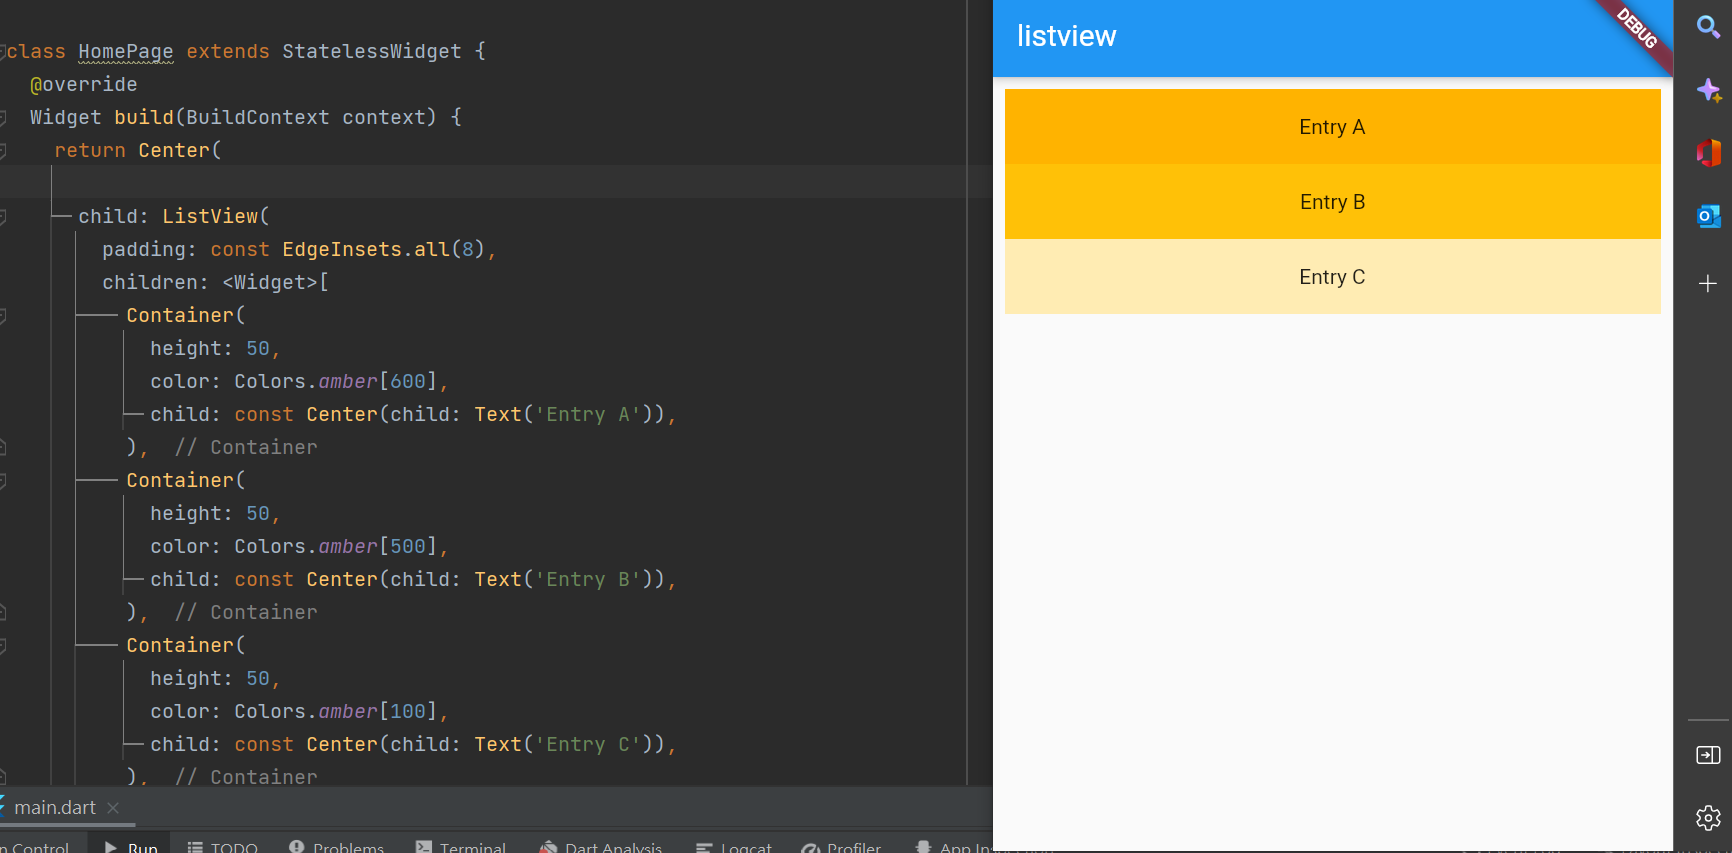 class HomePage extends StatelessWidget {
@override
Widget build(BuildContext context) {
return Center(
child: ListView(
padding: const EdgeInsets.all(8),
children: <Widget>[
Container(
height: 50,
color: Colors.amber[600],
child: const Center(child: Text('Entry A')),
), // Container
Container(
height: 50,
color: Colors.amber[500],
child: const Center(child: Text('Entry B')),
), // Container
Container(
height: 50,
color: Colors.amber[100],
child: const Center(child: Text('Entry C')),
), // Container
main.dart
Control Run TODO Problems Terminal Dart Analysis Logcat Profiler App
listview
DEBUG
Entry A
Entry B
Entry C